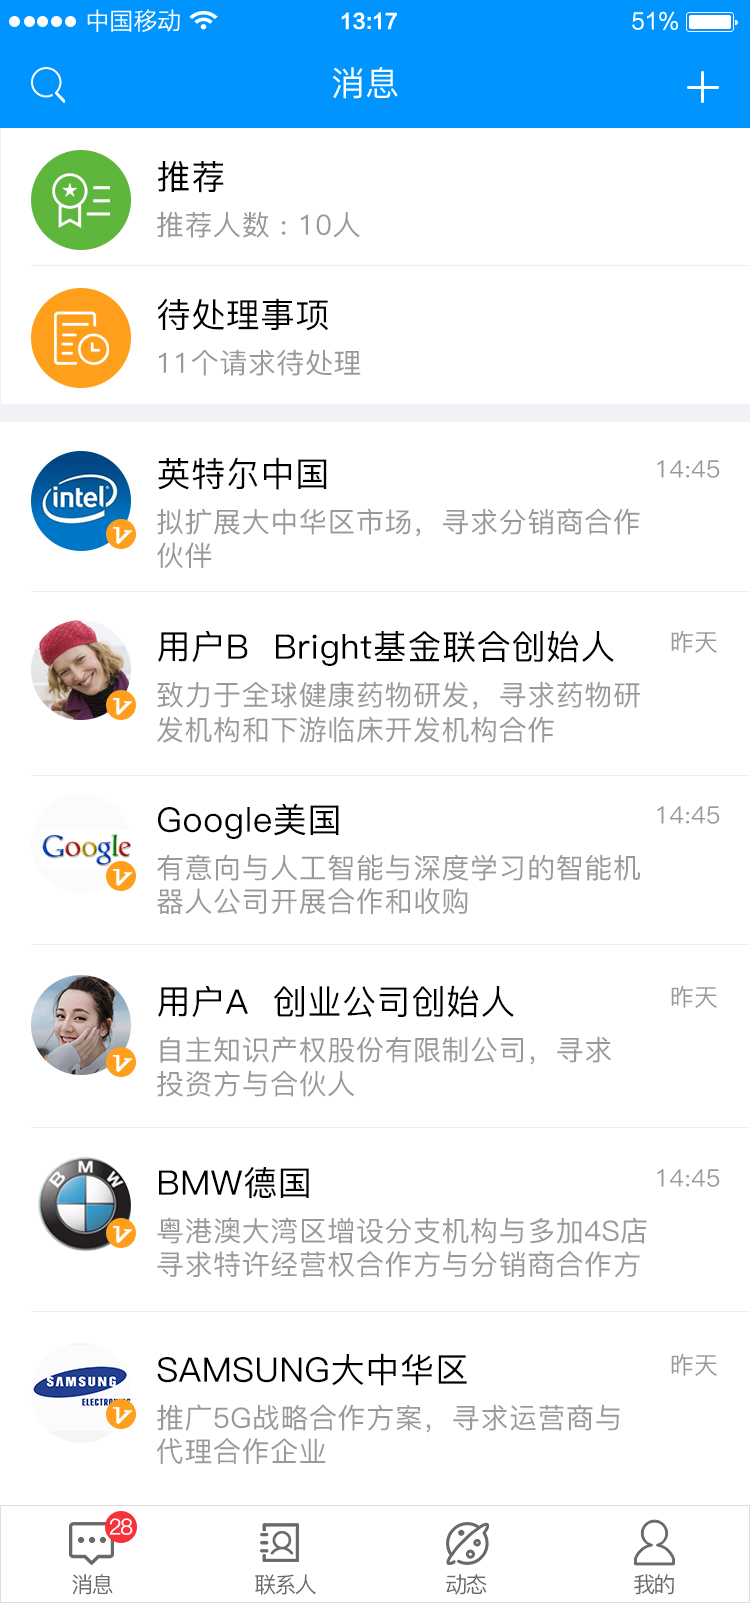 中国移动 13:17 51%
消息
推荐
推荐人数：10人
待处理事项
11个请求待处理
intel
英特尔中国 14:45
拟扩展大中华区市场，寻求分销商合作
伙伴
用户B Bright基金联合创始人 昨天
致力于全球健康药物研发，寻求药物研
发机构和下游临床开发机构合作
Google
Google美国 14:45
有意向与人工智能与深度学习的智能机
器人公司开展合作和收购
用户A 创业公司创始人 昨天
自主知识产权股份有限制公司，寻求
投资方与合伙人
BMW
BMW德国 14:45
粤港澳大湾区增设分支机构与多加4S店
寻求特许经营权合作方与分销商合作方
SAMSUNG
SAMSUNG大中华区 昨天
推广5G战略合作方案，寻求运营商与
代理合作企业
28
消息 联系人 动态 我的